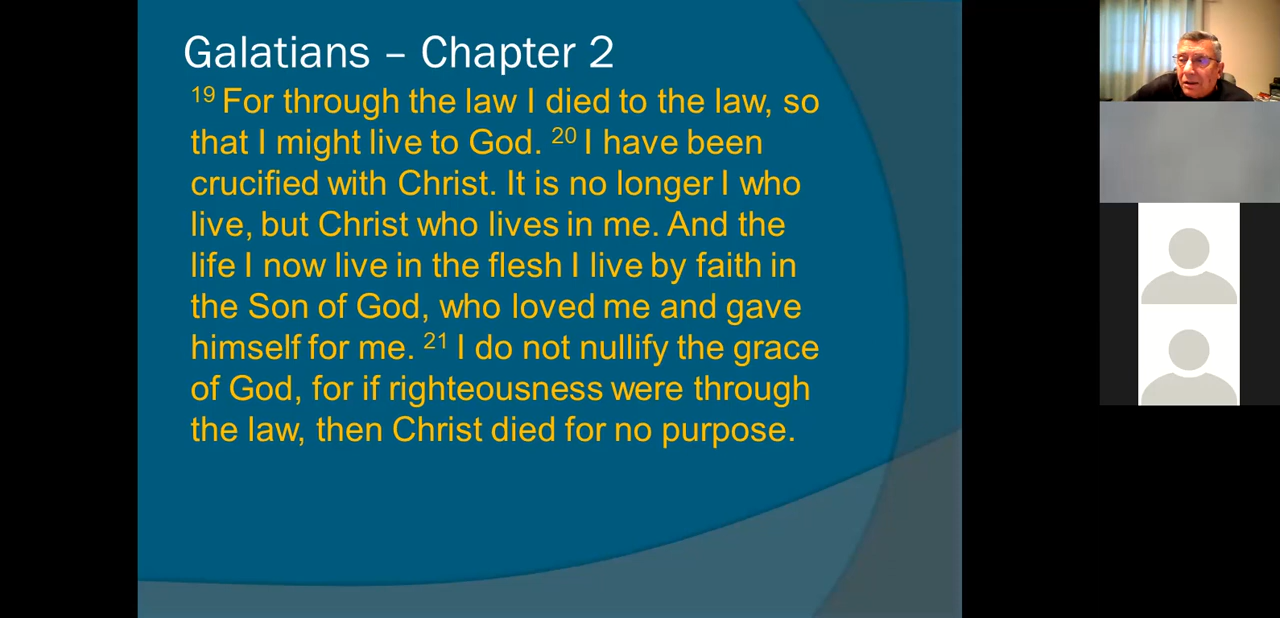 Galatians – Chapter 2
19 For through the law I died to the law, so
that I might live to God. 20 I have been
crucified with Christ. It is no longer I who
live, but Christ who lives in me. And the
life I now live in the flesh I live by faith in
the Son of God, who loved me and gave
himself for me. 21 I do not nullify the grace
of God, for if righteousness were through
the law, then Christ died for no purpose.